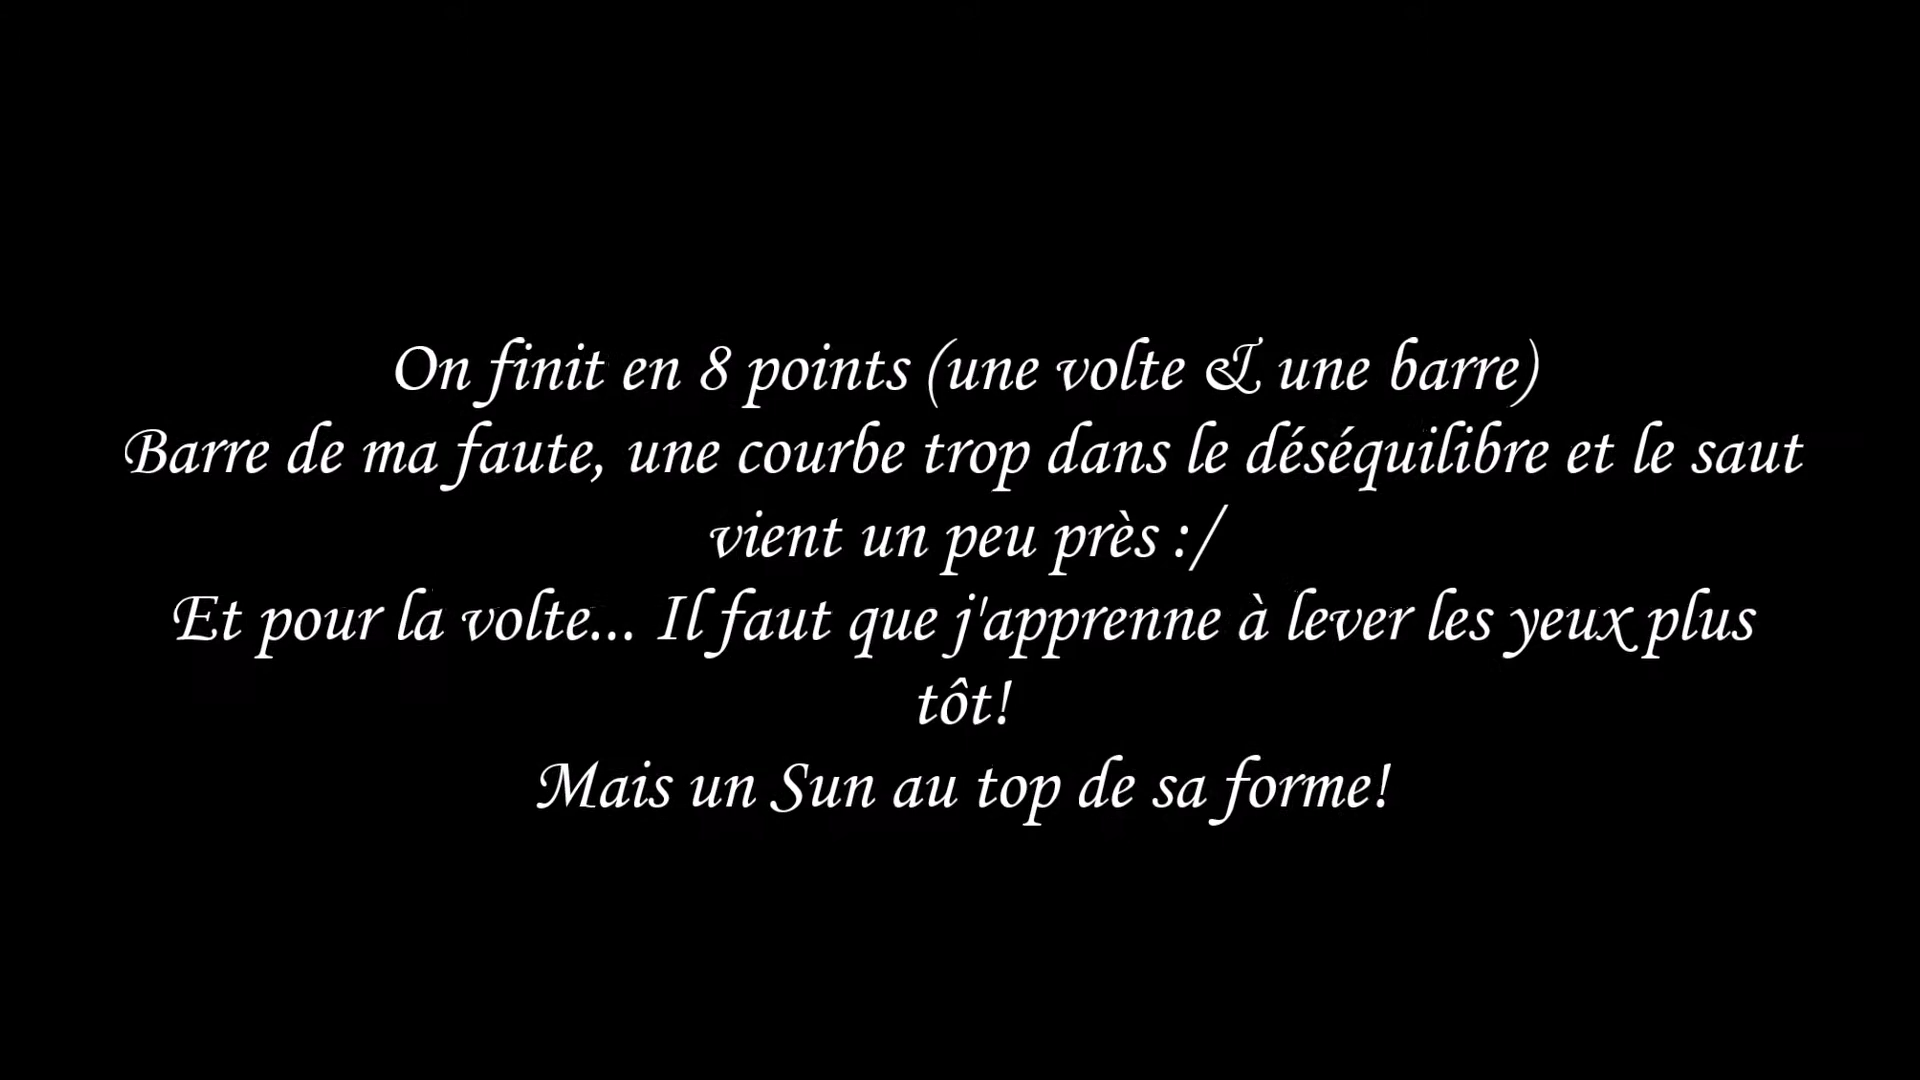 On finit en 8 points (une volte & une barre)
Barre de ma faute, une courbe trop dans le déséquilibre et le saut
vient un peu près :/
Et pour la volte... Il faut que j'apprenne à lever les yeux plus
tôt!
Mais un Sun au top de sa forme!